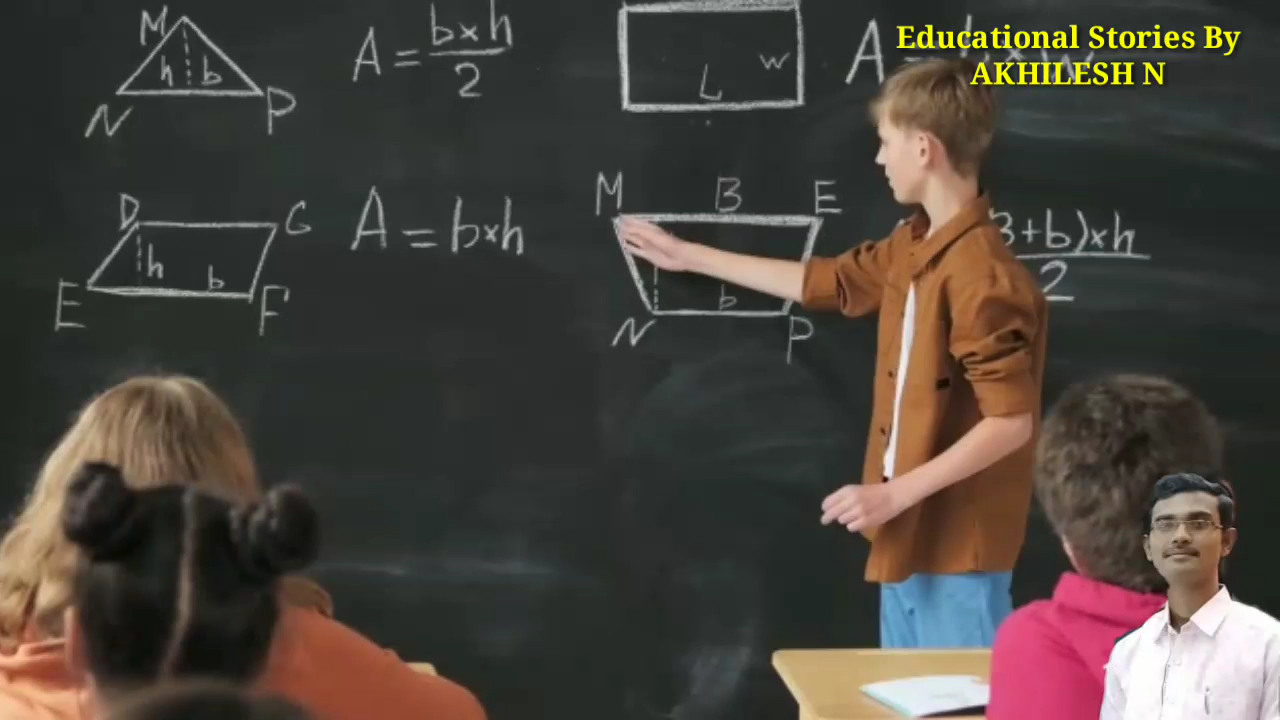 Educational Stories By
AKHILESH N
M
h b
N P
A = b×h
2
L W
A =
D G
h b
E F
A = b×h
M B E
b
N P
+b)×h
2